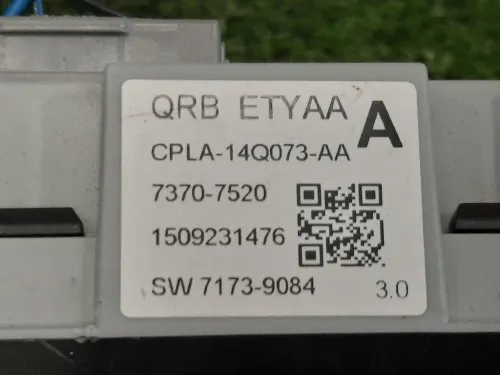 QRB ETYAA
A
CPLA-14Q073-AA
7370-7520
1509231476
SW 7173-9084
3.0